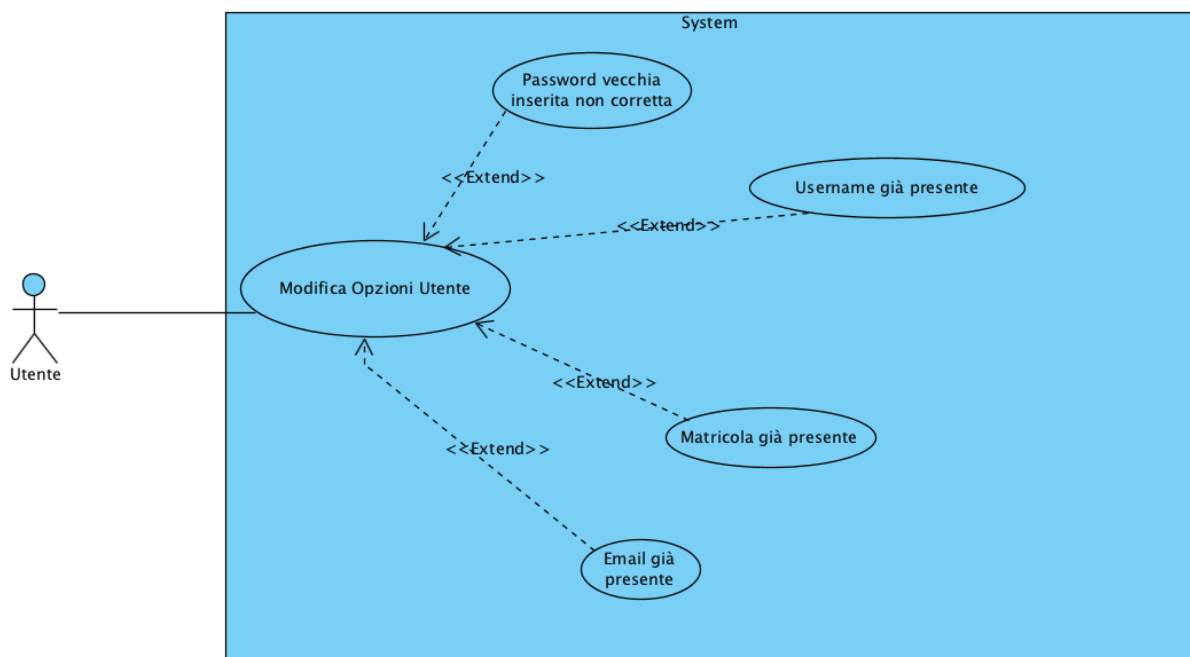 System
Password vecchia
inserita non corretta
<<Extend>>
Username già presente
<<Extend>>
Modifica Opzioni Utente
Utente
<<Extend>>
Matricola già presente
<<Extend>>
Email già
presente